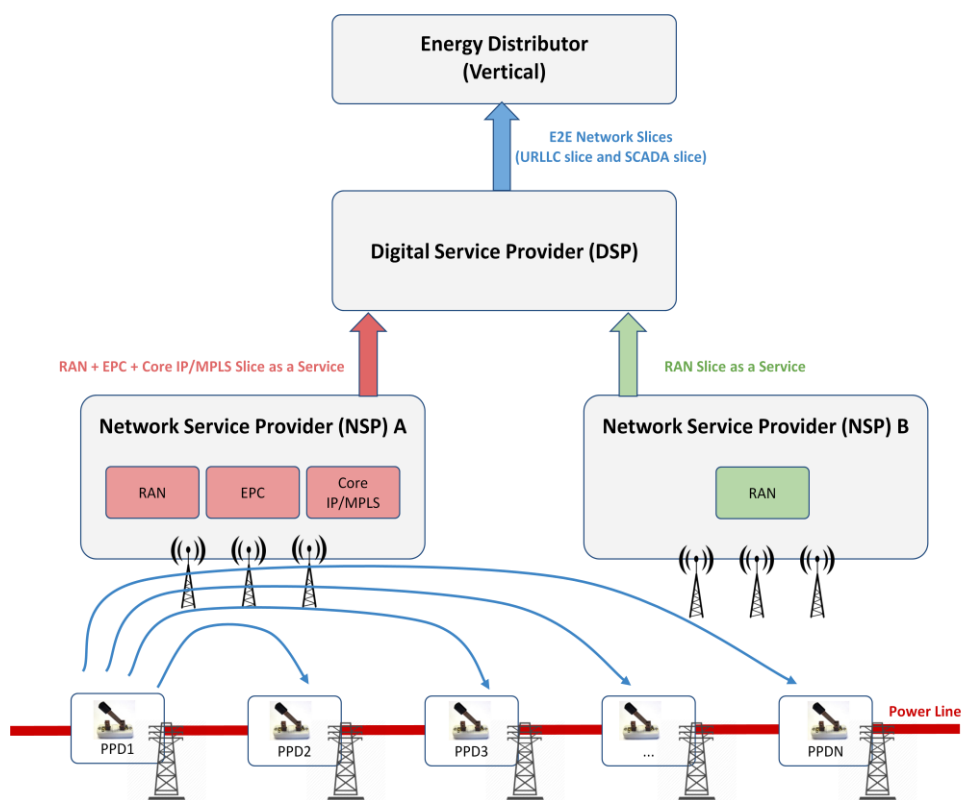 Energy Distributor
(Vertical)
E2E Network Slices
(URLLC slice and SCADA slice)
Digital Service Provider (DSP)
RAN + EPC + Core IP/MPLS Slice as a Service
RAN Slice as a Service
Network Service Provider (NSP) A
RAN
EPC
Core
IP/MPLS
Network Service Provider (NSP) B
RAN
Power Line
PPD1
PPD2
PPD3
...
PPDN